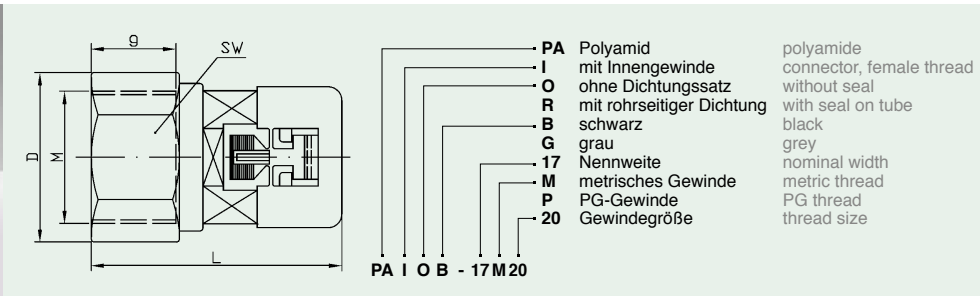 g
SW
D
M
L
PA Polyamid polyamide
I mit Innengewinde connector, female thread
O ohne Dichtungssatz without seal
R mit rohrseitiger Dichtung with seal on tube
B schwarz black
G grau grey
17 Nennweite nominal width
M metrisches Gewinde metric thread
P PG-Gewinde PG thread
20 Gewindegröße thread size
PA I O B - 17 M 20